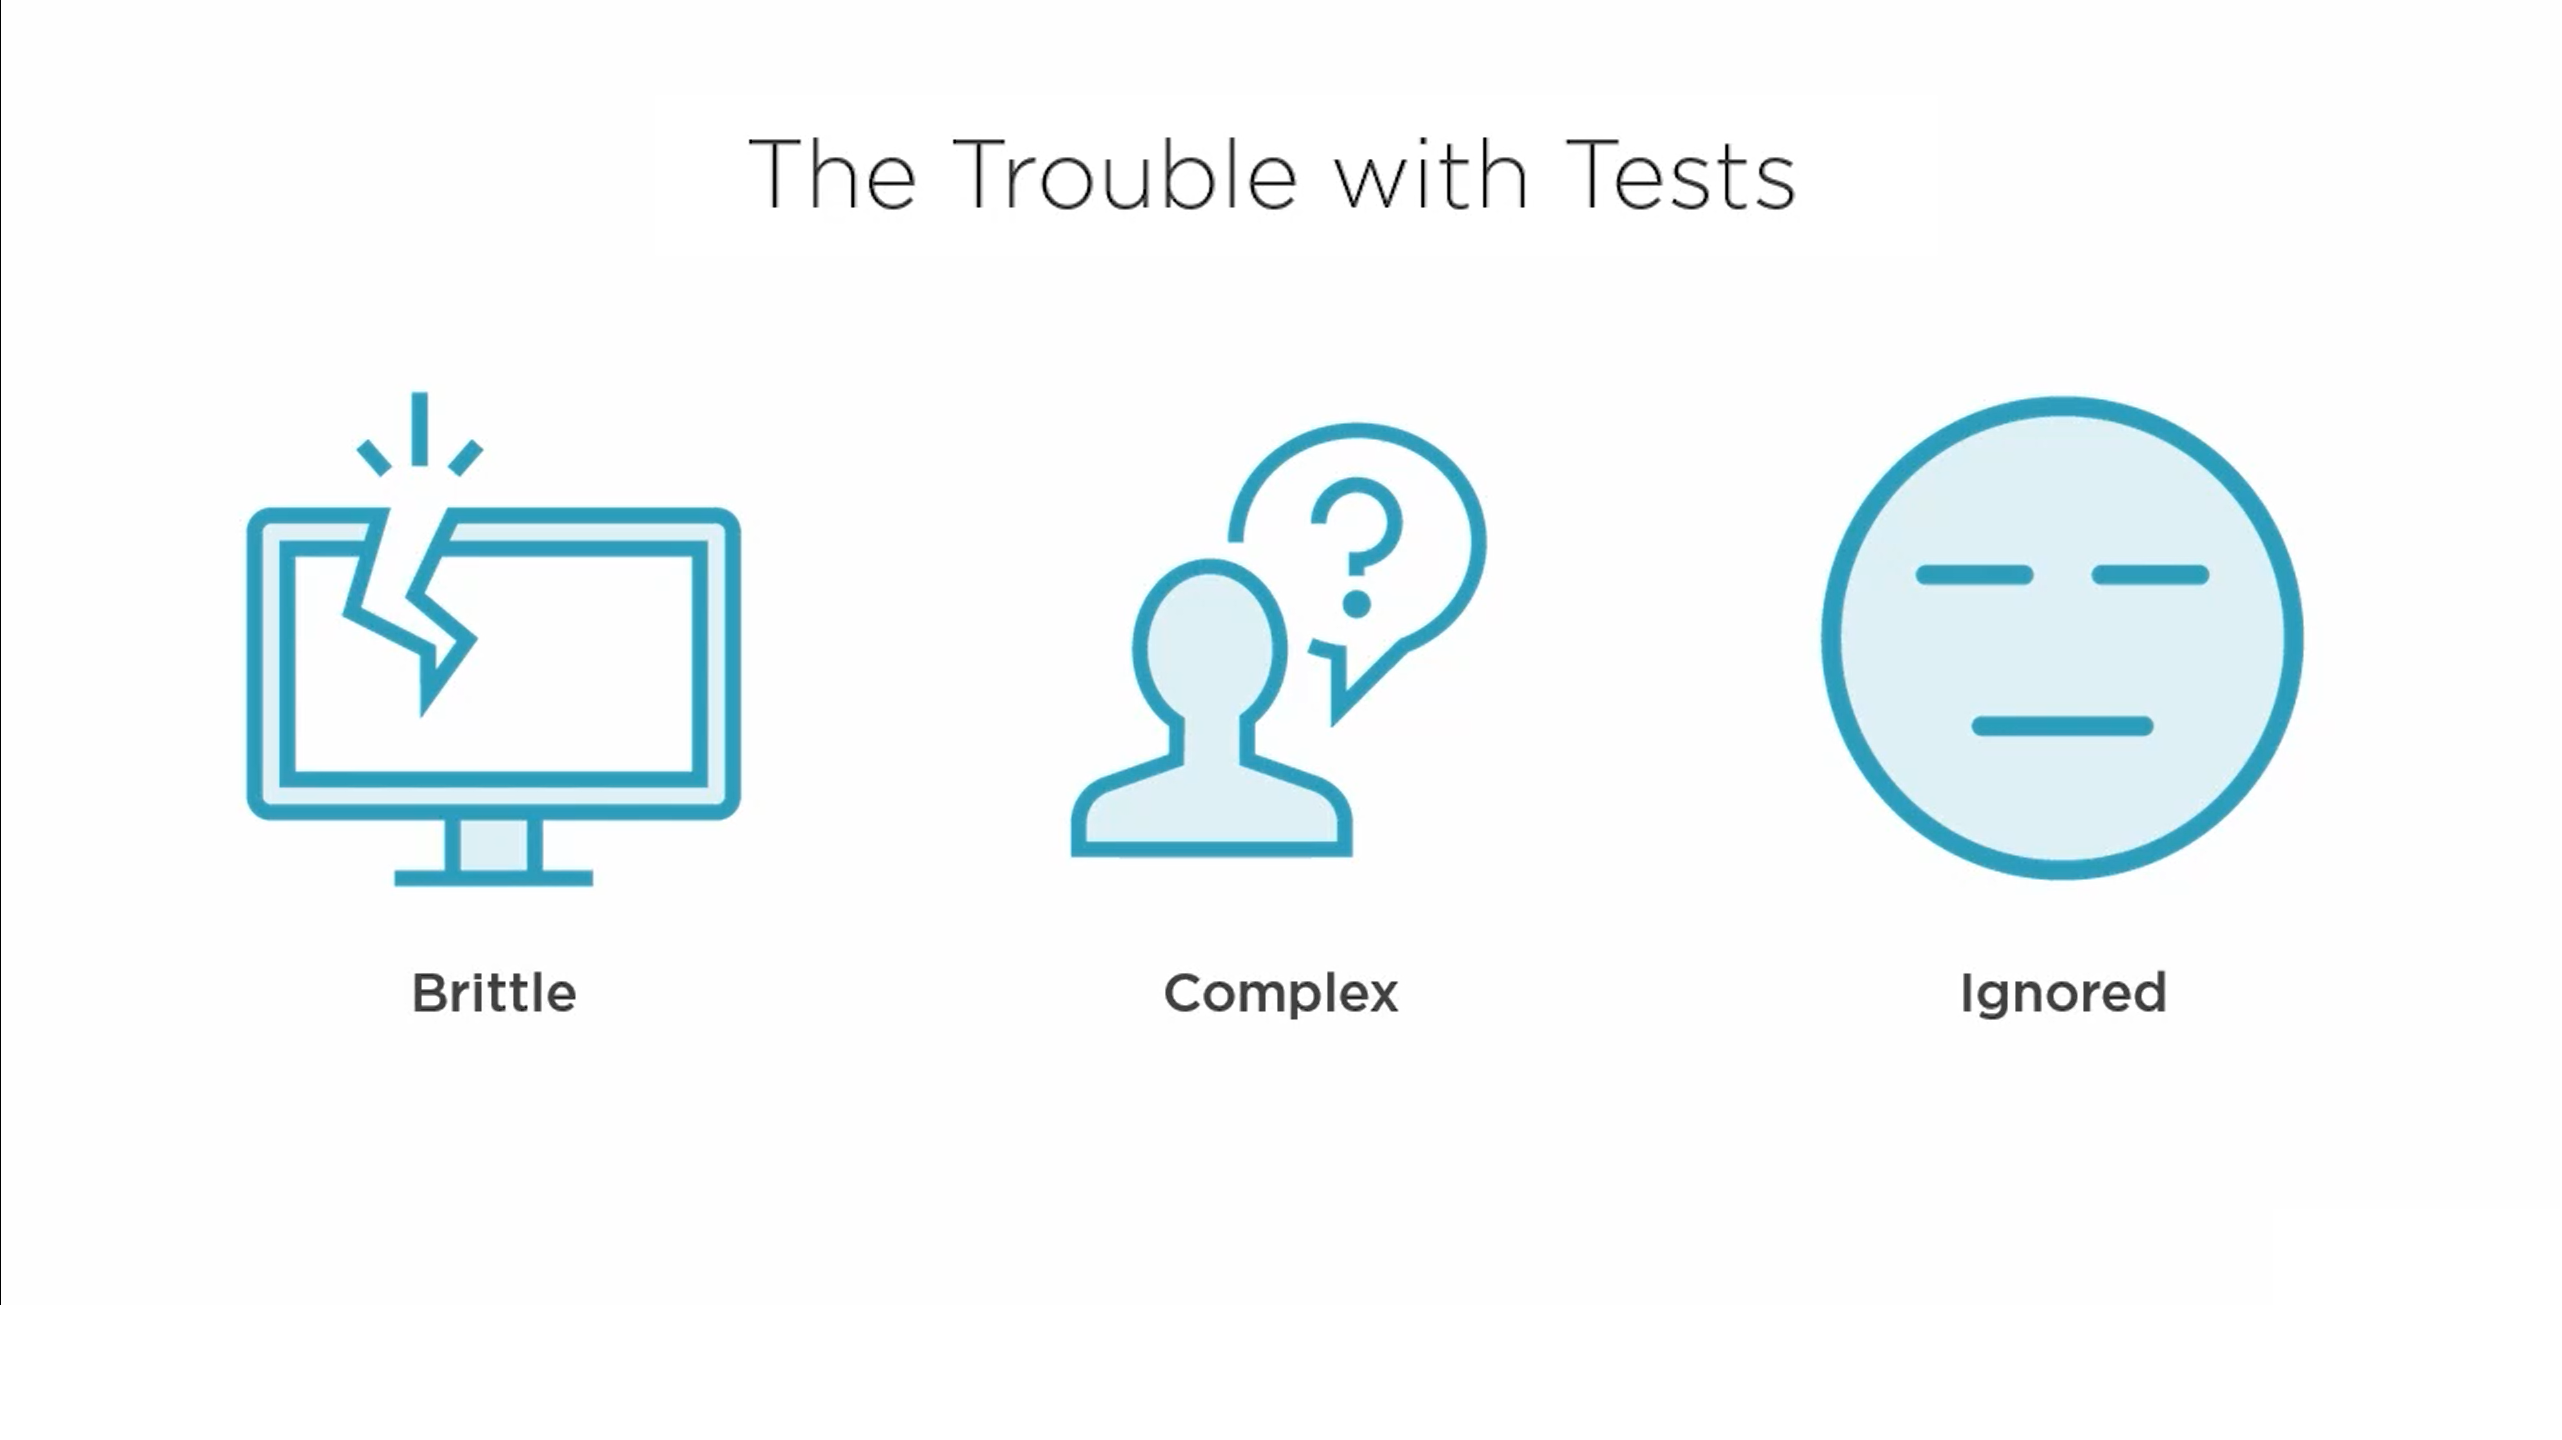 The Trouble with Tests
?
Brittle
Complex
Ignored